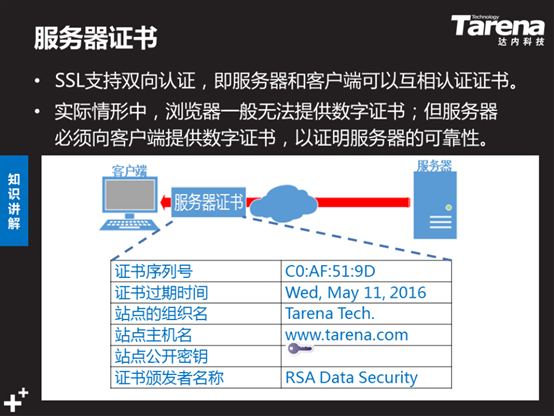 服务器证书
Technology
Tarena
达内科技
• SSL支持双向认证，即服务器和客户端可以互相认证证书。
• 实际情形中，浏览器一般无法提供数字证书；但服务器
必须向客户端提供数字证书，以证明服务器的可靠性。
知识讲解
客户端
服务器
服务器证书
证书序列号 C0:AF:51:9D
证书过期时间 Wed, May 11, 2016
站点的组织名 Tarena Tech.
站点主机名 www.tarena.com
站点公开密钥
证书颁发者名称 RSA Data Security